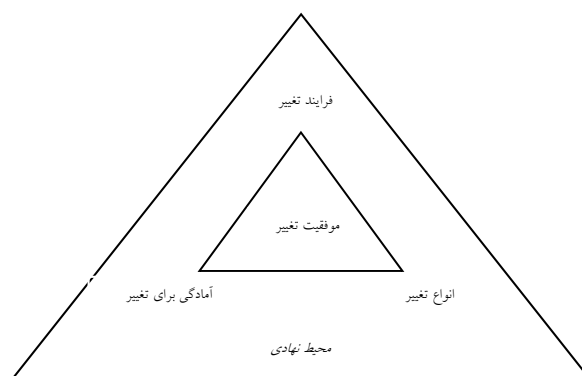 فرایند تغییر
موفقیت تغییر
انواع تغییر
آمادگی برای تغییر
محیط نهادی